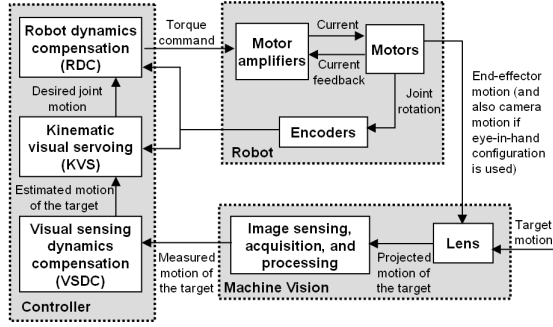 Robot dynamics
compensation
(RDC)
Torque
command
Motor
amplifiers
Current
Current
feedback
Motors
Joint
rotation
Encoders
Robot
End-effector
motion (and
also camera
motion if
eye-in-hand
configuration
is used)
Desired joint
motion
Kinematic
visual servoing
(KVS)
Estimated motion
of the target
Visual sensing
dynamics
compensation
(VSDC)
Controller
Measured
motion of
the target
Image sensing,
acquisition, and
processing
Machine Vision
Projected
motion of
the target
Lens
Target
motion